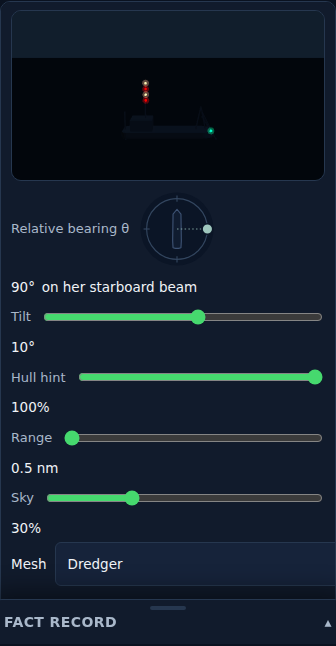 Relative bearing θ
90° on her starboard beam
Tilt
10°
Hull hint
100%
Range
0.5 nm
Sky
30%
Mesh Dredger
FACT RECORD ▲